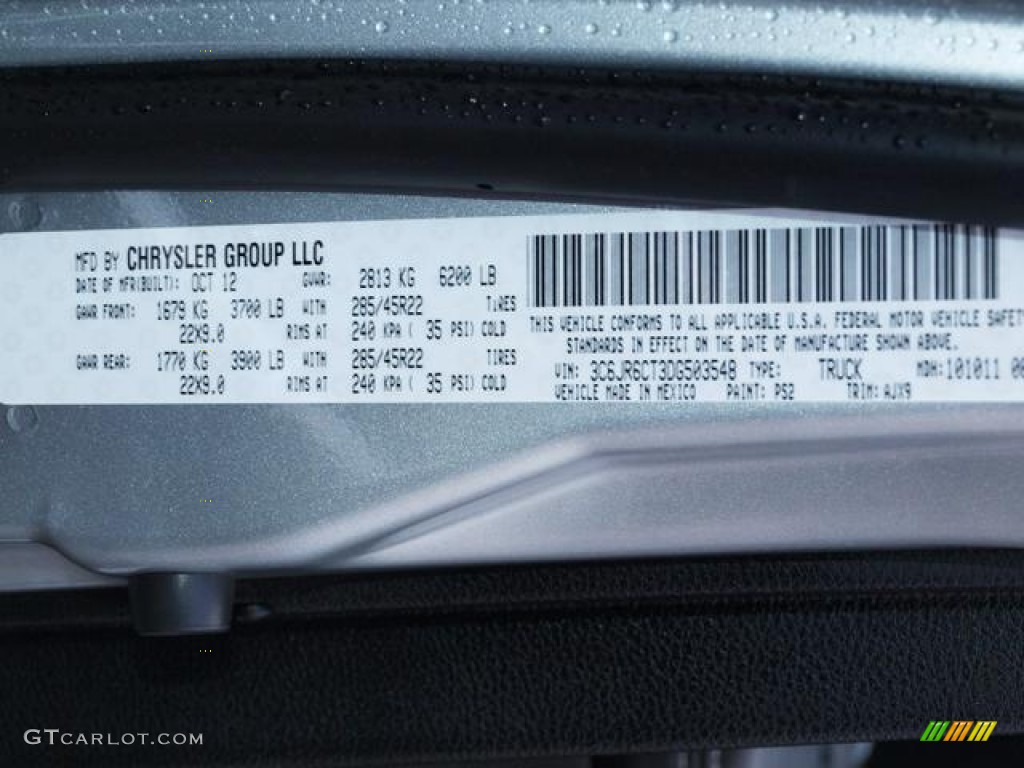 MFD BY CHRYSLER GROUP LLC
DATE OF MFR(BUILT): OCT 12 GVWR: 2813 KG 6200 LB
GAWR FRONT: 1679 KG 3700 LB WITH 285/45R22 TIRES
22X9.0 RIMS AT 240 KPA ( 35 PSI) COLD
GAWR REAR: 1770 KG 3900 LB WITH 285/45R22 TIRES
22X9.0 RIMS AT 240 KPA ( 35 PSI) COLD
THIS VEHICLE CONFORMS TO ALL APPLICABLE U.S.A. FEDERAL MOTOR VEHICLE SAFET
STANDARDS IN EFFECT ON THE DATE OF MANUFACTURE SHOWN ABOVE.
VIN: 3C6JR6CT3DG503548 TYPE: TRUCK MDH: 101011
VEHICLE MADE IN MEXICO PAINT: PS2 TRIM: AJX9
GTCARLOT.COM